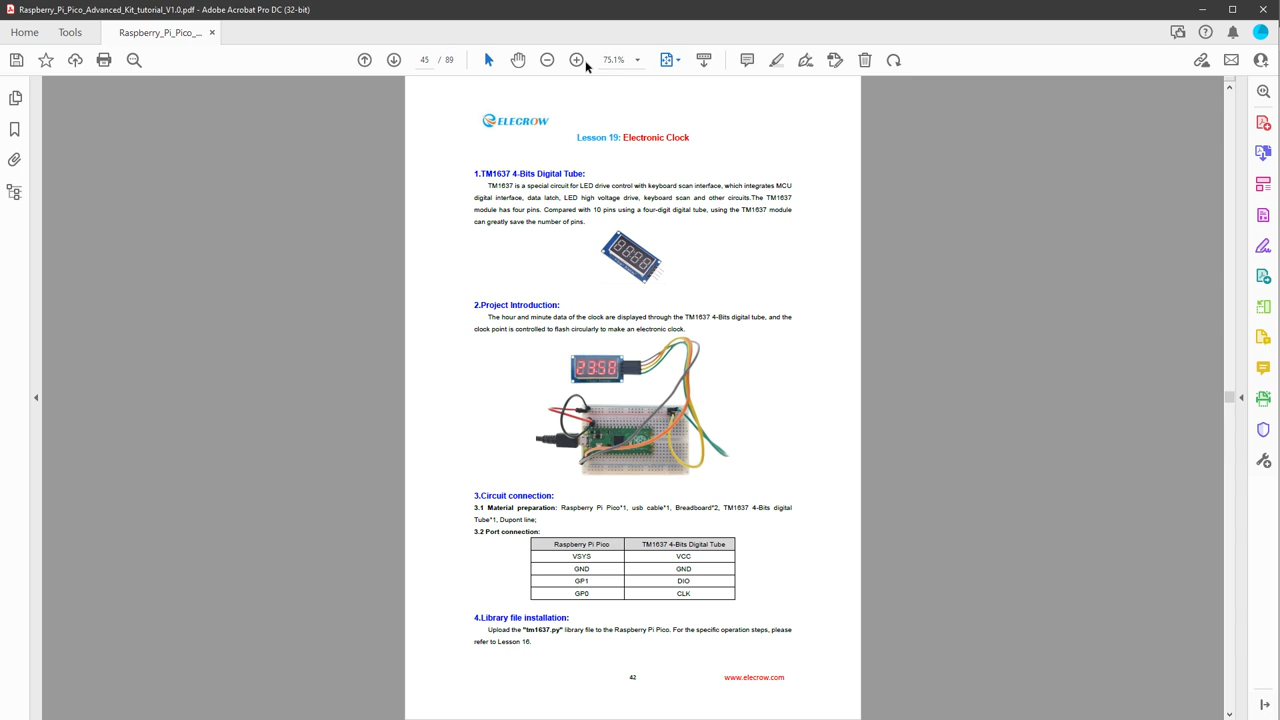 Raspberry_Pi_Pico_Advanced_Kit_tutorial_V1.0.pdf - Adobe Acrobat Pro DC (32-bit)
Home
Tools
Raspberry_Pi_Pico_...
45 / 89
75.1%
ELECROW
Lesson 19: Electronic Clock
1.TM1637 4-Bits Digital Tube:
TM1637 is a special circuit for LED drive control with keyboard scan interface, which integrates MCU
digital interface, data latch, LED high voltage drive, keyboard scan and other circuits.The TM1637
module has four pins. Compared with 10 pins using a four-digit digital tube, using the TM1637 module
can greatly save the number of pins.
2.Project Introduction:
The hour and minute data of the clock are displayed through the TM1637 4-Bits digital tube, and the
clock point is controlled to flash circularly to make an electronic clock.
23:58
3.Circuit connection:
3.1 Material preparation: Raspberry Pi Pico*1, usb cable*1, Breadboard*2, TM1637 4-Bits digital
Tube*1, Dupont line;
3.2 Port connection:
Raspberry Pi Pico TM1637 4-Bits Digital Tube
VSYS VCC
GND GND
GP1 DIO
GP0 CLK
4.Library file installation:
Upload the "tm1637.py" library file to the Raspberry Pi Pico. For the specific operation steps, please
refer to Lesson 16.
42
www.elecrow.com